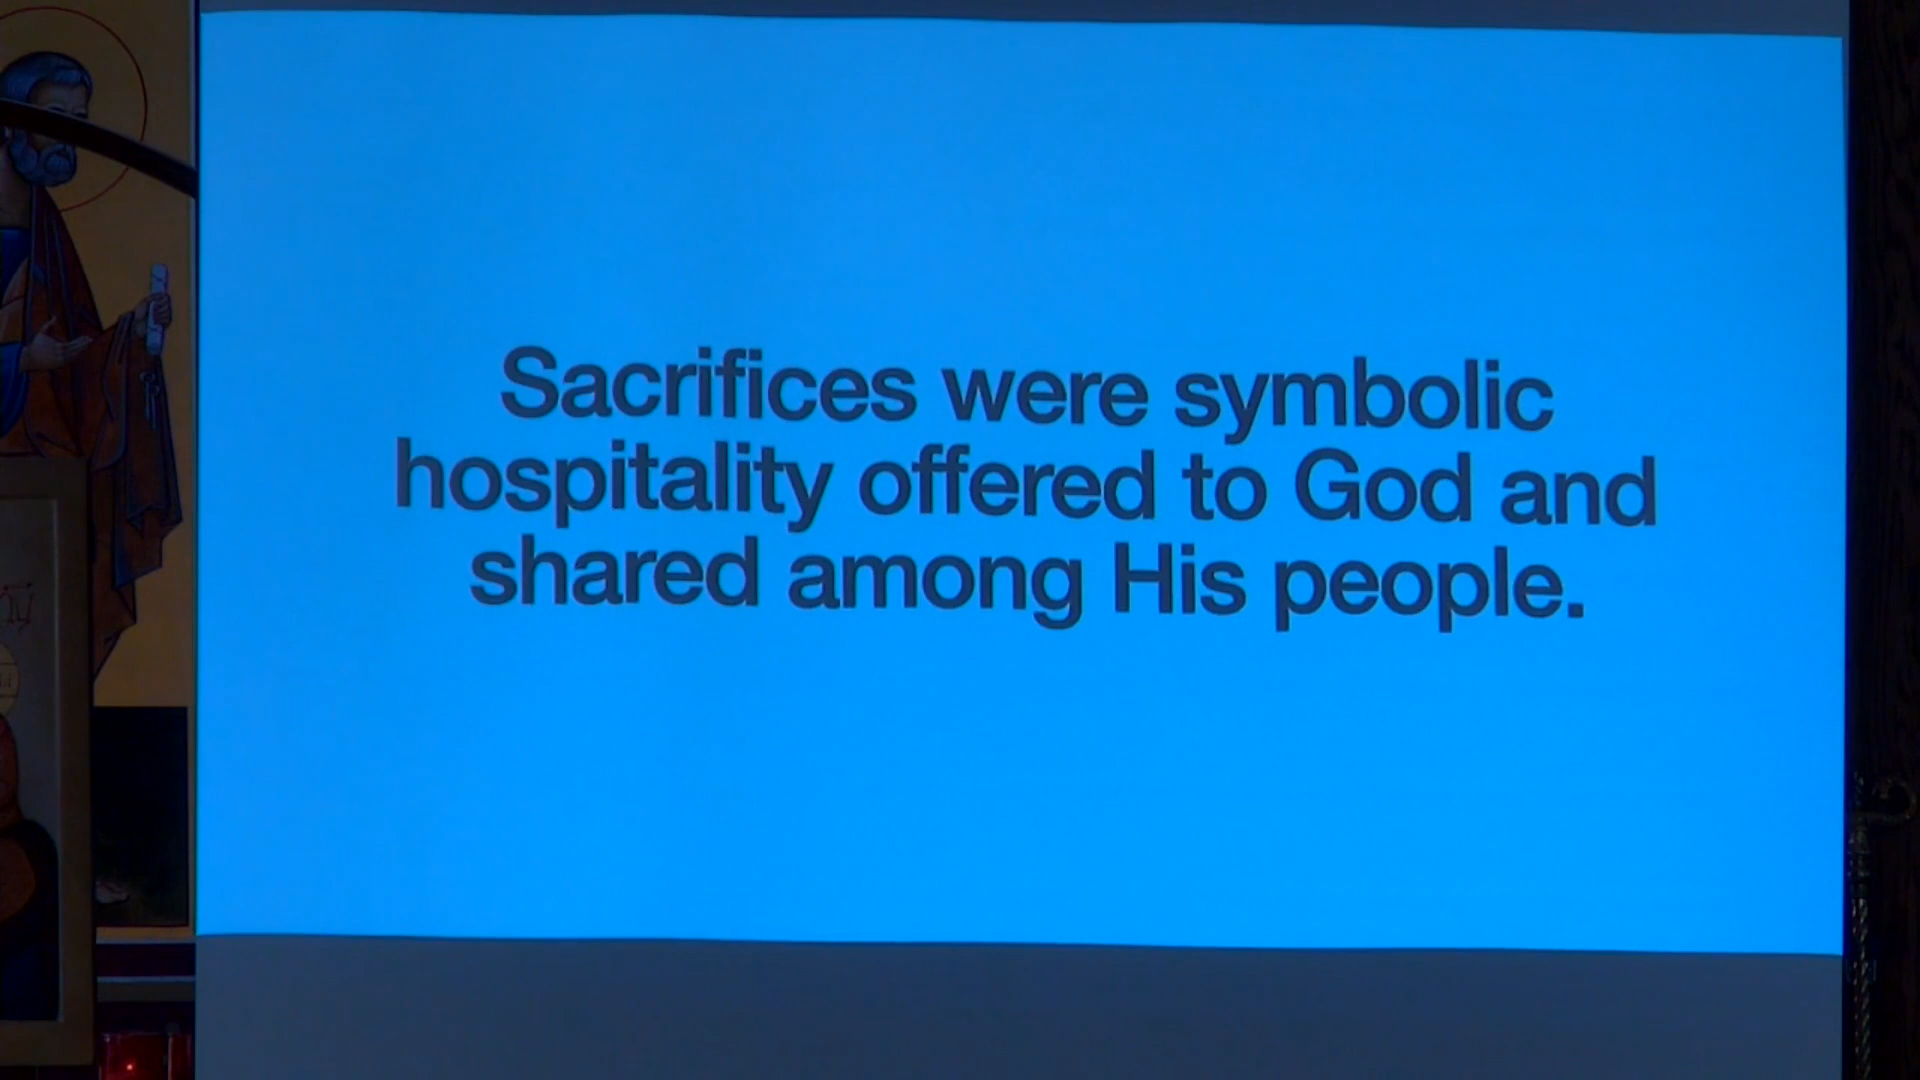 Sacrifices were symbolic
hospitality offered to God and
shared among His people.